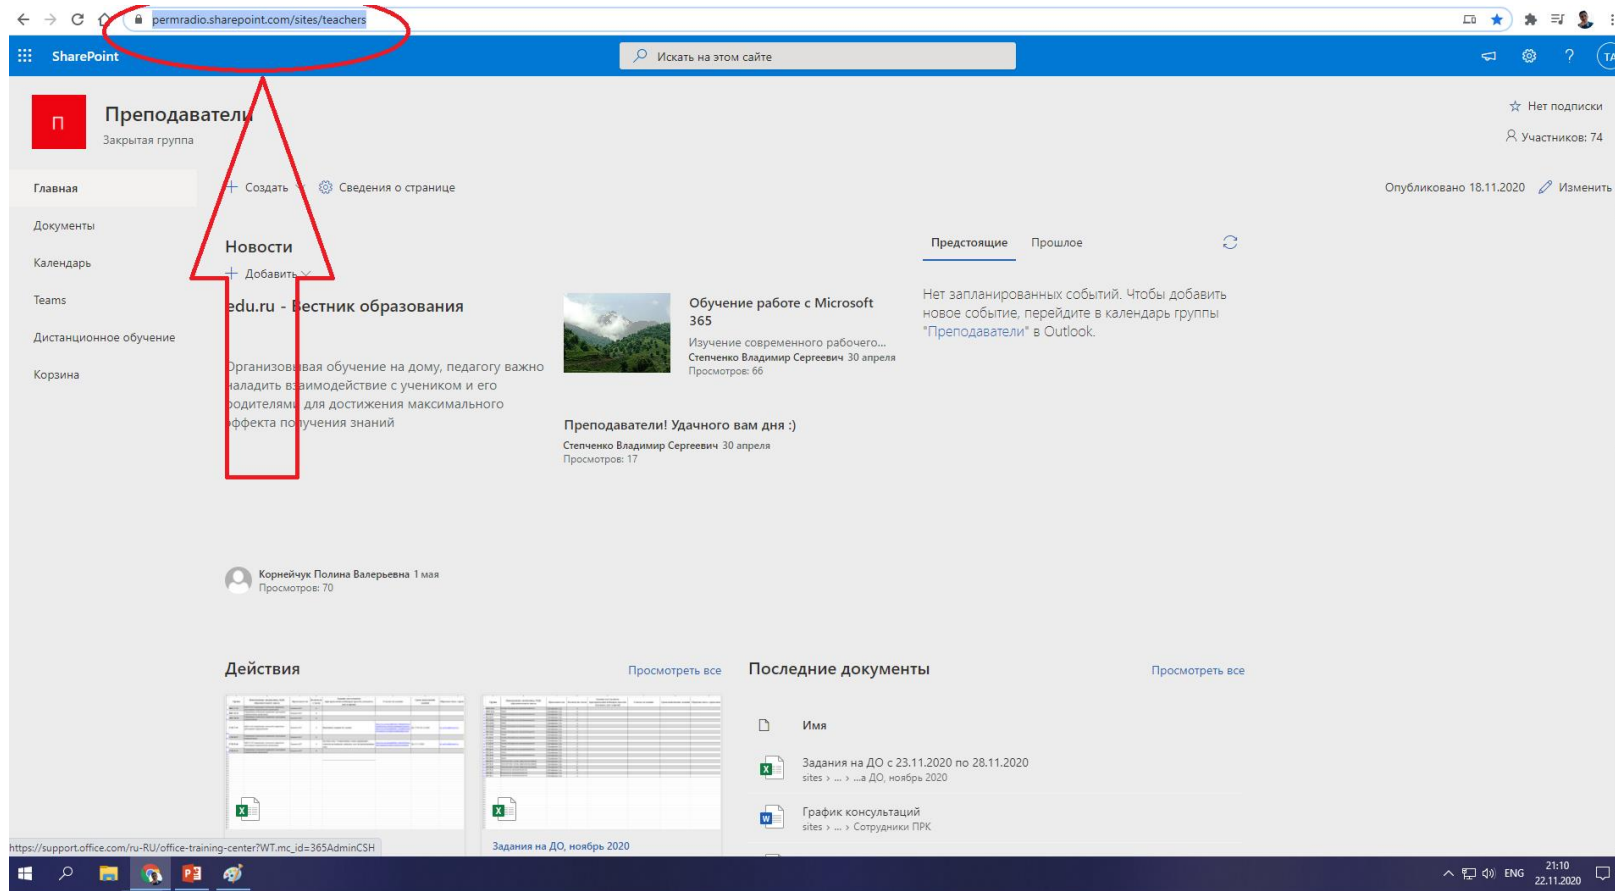 permradio.sharepoint.com/sites/teachers
SharePoint
Искать на этом сайте
?
TA
П
Преподаватели
Закрытая группа
Нет подписки
Участников: 74
Главная
Документы
Календарь
Teams
Дистанционное обучение
Корзина
Создать
Сведения о странице
Опубликовано 18.11.2020
Изменить
Новости
Добавить
edu.ru - Вестник образования
Организовывая обучение на дому, педагогу важно
наладить взаимодействие с учеником и его
родителями для достижения максимального
эффекта получения знаний
Корнейчук Полина Валерьевна 1 мая
Просмотров: 70
Обучение работе с Microsoft
365
Изучение современного рабочего...
Степченко Владимир Сергеевич 30 апреля
Просмотров: 66
Преподаватели! Удачного вам дня :)
Степченко Владимир Сергеевич 30 апреля
Просмотров: 17
Предстоящие Прошлое
Нет запланированных событий. Чтобы добавить
новое событие, перейдите в календарь группы
"Преподаватели" в Outlook.
Действия
Просмотреть все
Задания на ДО, ноябрь 2020
Последние документы
Просмотреть все
Имя
Задания на ДО с 23.11.2020 по 28.11.2020
sites › ... › ...а ДО, ноябрь 2020
График консультаций
sites › ... › Сотрудники ПРК
https://support.office.com/ru-RU/office-training-center?WT.mc_id=365AdminCSH
ENG
21:10
22.11.2020